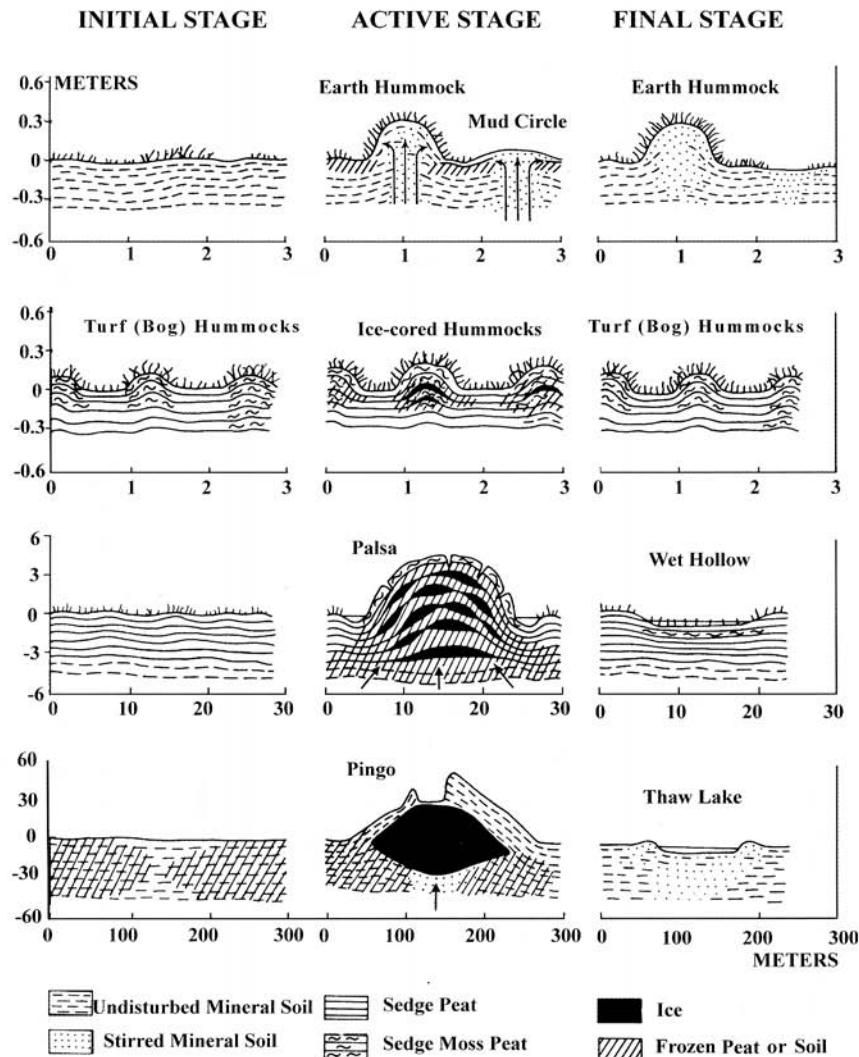 INITIAL STAGE ACTIVE STAGE FINAL STAGE
0.6 METERS Earth Hummock Earth Hummock
0.3 Mud Circle
0
-0.3
-0.6
0 1 2 3 0 1 2 3 0 1 2 3
0.6 Turf (Bog) Hummocks Ice-cored Hummocks Turf (Bog) Hummocks
0.3
0
-0.3
-0.6
0 1 2 3 0 1 2 3 0 1 2 3
6 Palsa Wet Hollow
3
0
-3
-6
0 10 20 30 0 10 20 30 0 10 20 30
60 Pingo Thaw Lake
30
0
-30
-60
0 100 200 300 0 100 200 300 0 100 200 300
METERS
Undisturbed Mineral Soil Sedge Peat Ice
Stirred Mineral Soil Sedge Moss Peat Frozen Peat or Soil